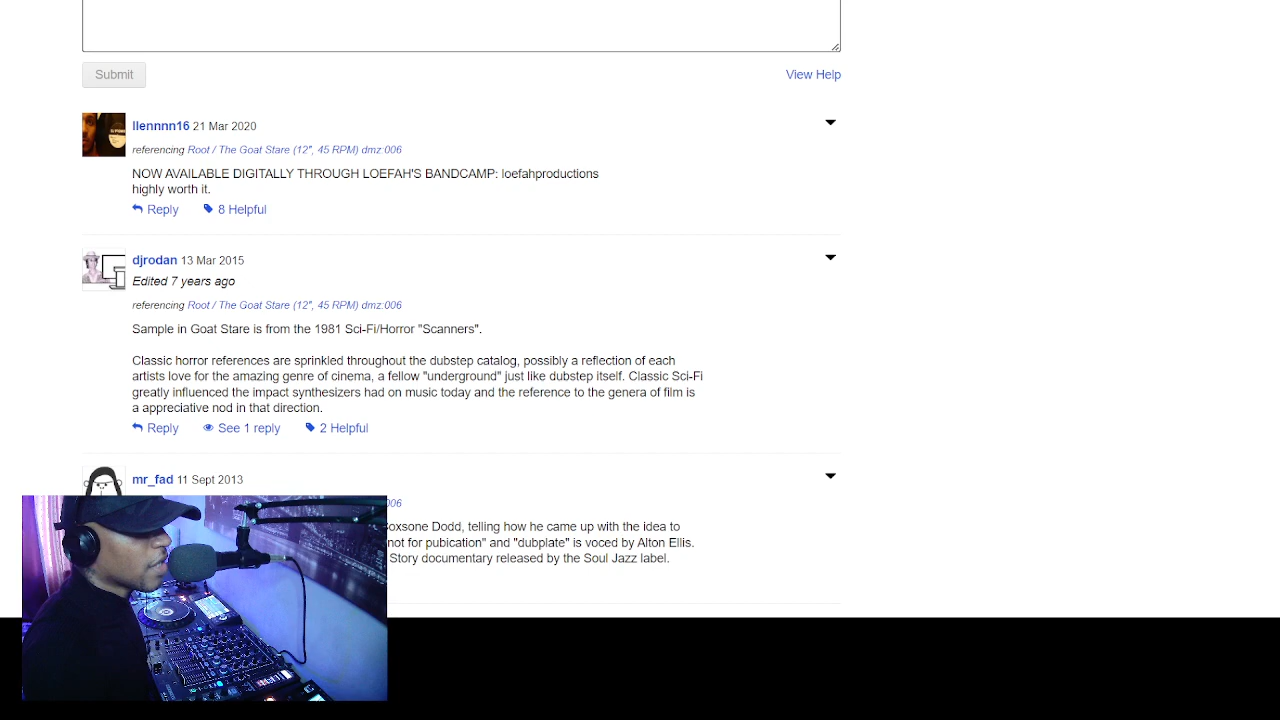 Submit
View Help
llennnn16 21 Mar 2020
referencing Root / The Goat Stare (12", 45 RPM) dmz:006
NOW AVAILABLE DIGITALLY THROUGH LOEFAH'S BANDCAMP: loefahproductions
highly worth it.
Reply 8 Helpful
djrodan 13 Mar 2015
Edited 7 years ago
referencing Root / The Goat Stare (12", 45 RPM) dmz:006
Sample in Goat Stare is from the 1981 Sci-Fi/Horror "Scanners".
Classic horror references are sprinkled throughout the dubstep catalog, possibly a reflection of each
artists love for the amazing genre of cinema, a fellow "underground" just like dubstep itself. Classic Sci-Fi
greatly influenced the impact synthesizers had on music today and the reference to the genera of film is
a appreciative nod in that direction.
Reply See 1 reply 2 Helpful
mr_fad 11 Sept 2013
006
Coxsone Dodd, telling how he came up with the idea to
not for pubication" and "dubplate" is voced by Alton Ellis.
Story documentary released by the Soul Jazz label.